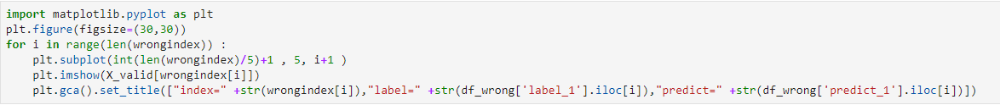 import matplotlib.pyplot as plt
plt.figure(figsize=(30,30))
for i in range(len(wrongindex)) :
    plt.subplot(int(len(wrongindex)/5)+1 , 5, i+1 )
    plt.imshow(X_valid[wrongindex[i]])
    plt.gca().set_title(["index=" +str(wrongindex[i]),"label=" +str(df_wrong['label_1'].iloc[i]),"predict=" +str(df_wrong['predict_1'].iloc[i])])